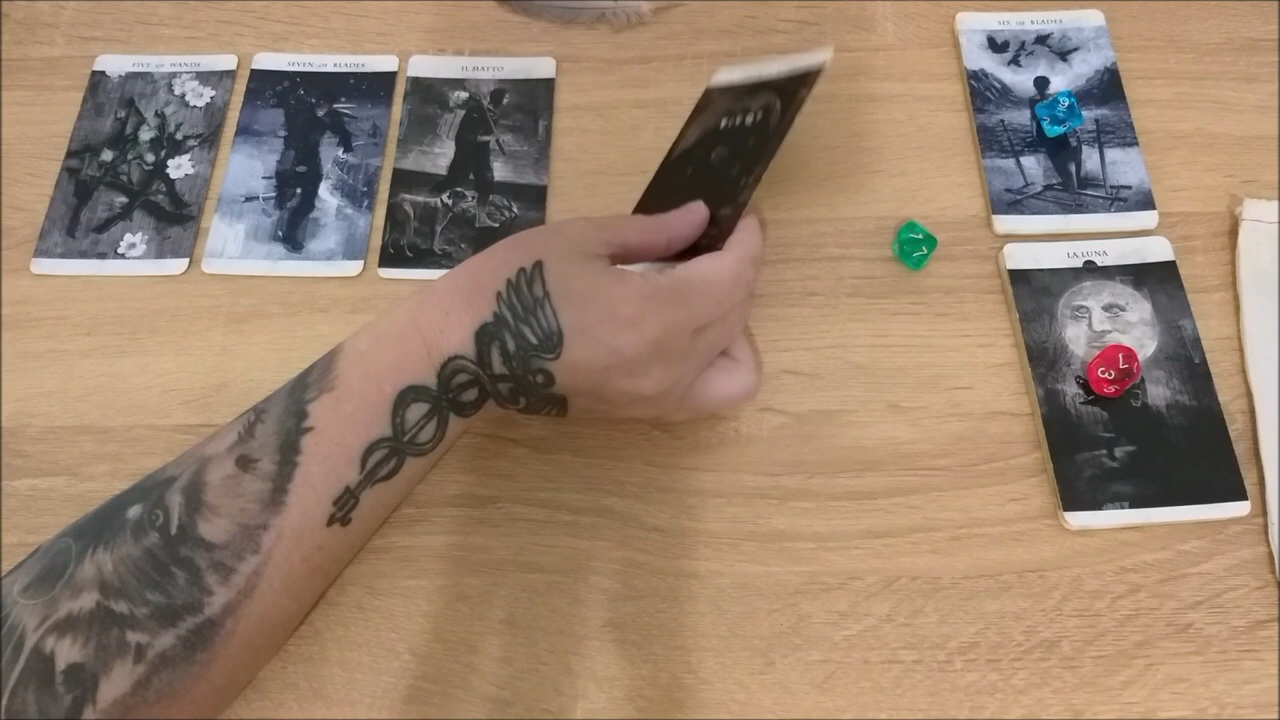 FIVE OF WANDS
SEVEN OF BLADES
IL MATTO
SIX OF BLADES
LA LUNA